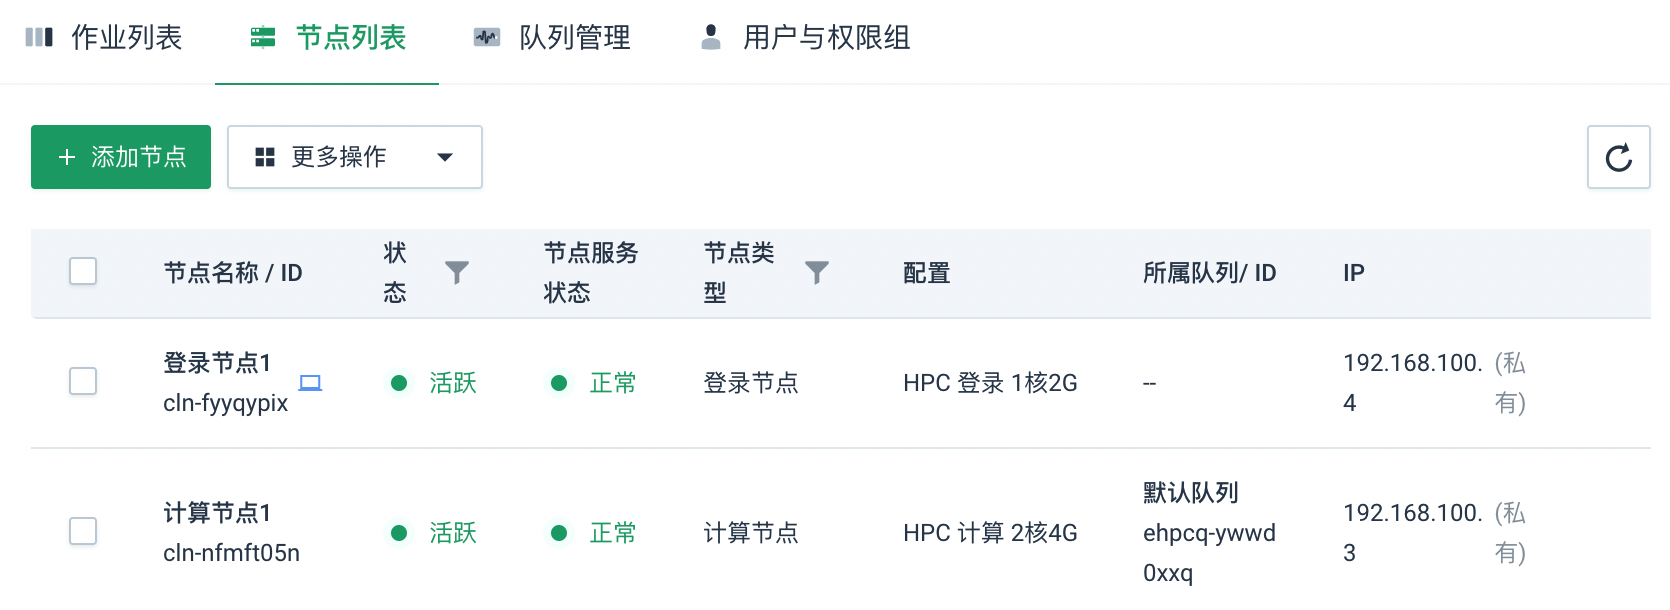 作业列表 节点列表 队列管理 用户与权限组
+ 添加节点 更多操作
节点名称 / ID 状态 节点服务状态 节点类型 配置 所属队列/ ID IP
登录节点1
cln-fyyqypix 活跃 正常 登录节点 HPC 登录 1核2G -- 192.168.100.4 (私有)
计算节点1
cln-nfmft05n 活跃 正常 计算节点 HPC 计算 2核4G 默认队列 ehpcq-ywwd0xxq 192.168.100.3 (私有)